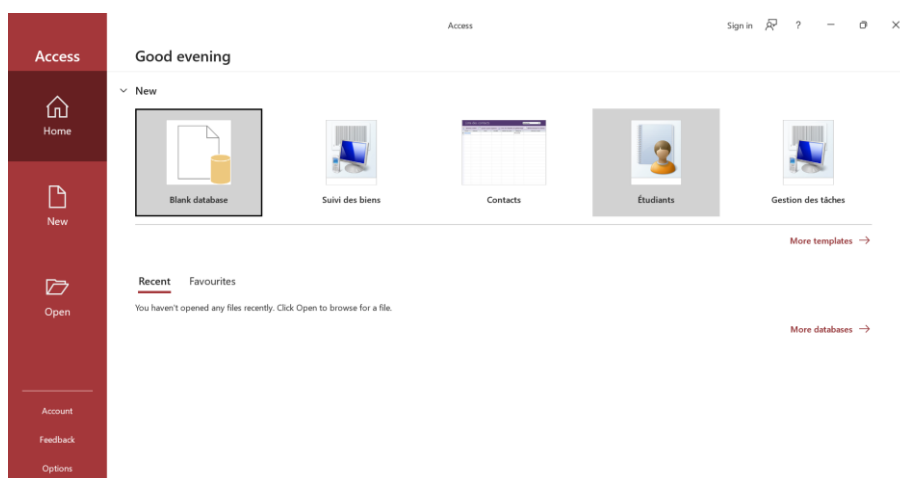 Access
Sign in
?
Access
Good evening
New
Home
Blank database
Suivi des biens
Contacts
Étudiants
Gestion des tâches
New
More templates
Recent
Favourites
Open
You haven't opened any files recently. Click Open to browse for a file.
More databases
Account
Feedback
Options